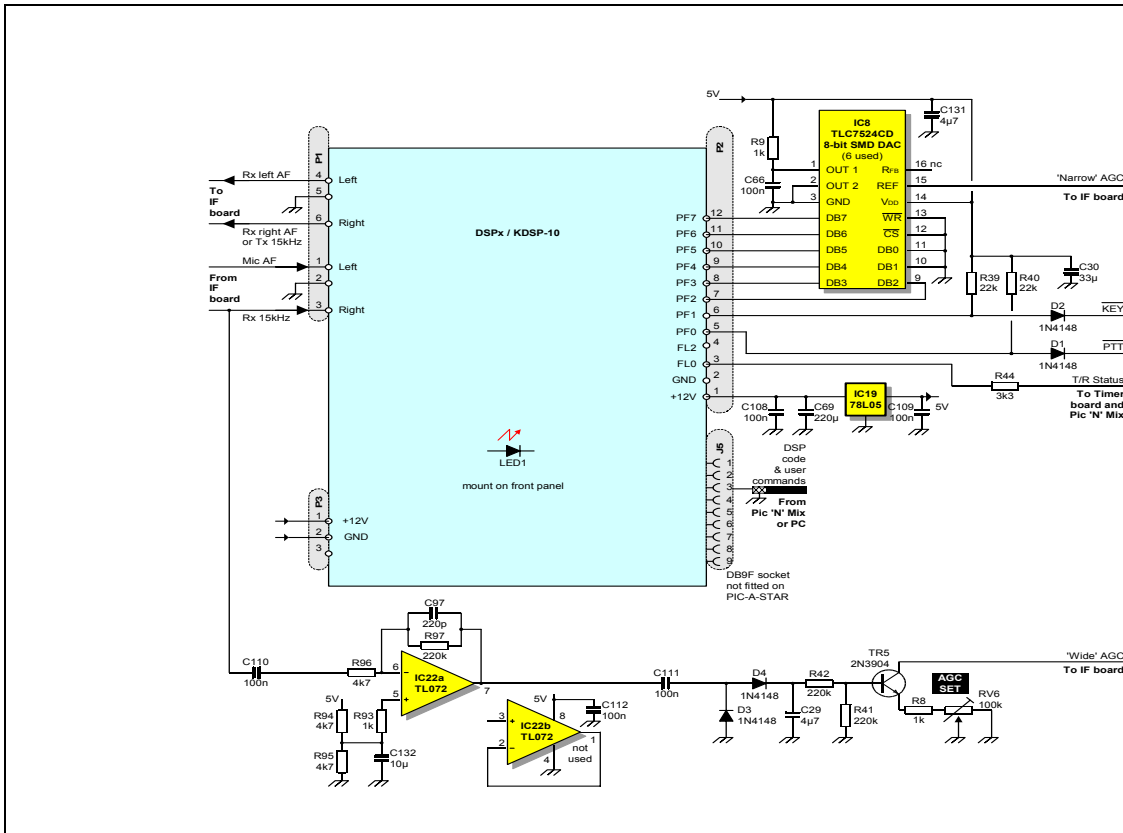 5V
C131
4µ7
IC8
TLC7524CD
8-bit SMD DAC
(6 used)
R9
1k
P2
P1
C66
100n
1
2
3
OUT 1
OUT 2
GND
DB7
DB6
DB5
DB4
DB3
RFB
REF
VDD
WR
CS
DB0
DB1
DB2
16 nc
15
14
13
12
11
10
9
'Narrow' AGC
To IF board
Rx left AF
To
IF
board
Rx right AF
or Tx 15kHz
Mic AF
From
IF
board
Rx 15kHz
4
5
6
1
2
3
Left
Right
Left
Right
DSPx / KDSP-10
PF7
PF6
PF5
PF4
PF3
PF2
PF1
PF0
FL2
FL0
GND
+12V
12
11
10
9
8
7
6
5
4
3
2
1
R39
22k
R40
22k
C30
33µ
D2
1N4148
KEY
D1
1N4148
PTT
R44
3k3
T/R Status
To Timer
board and
Pic 'N' Mix
C108
100n
C69
220µ
IC19
78L05
C109
100n
5V
LED1
mount on front panel
J5
1
2
3
4
5
6
7
8
9
DSP
code
& user
commands
From
Pic 'N' Mix
or PC
DB9F socket
not fitted on
PIC-A-STAR
P3
1
2
3
+12V
GND
C97
220p
R97
220k
C110
100n
R96
4k7
6
5
7
–
+
IC22a
TL072
5V
R94
4k7
R93
1k
R95
4k7
C132
10µ
5V
C112
100n
3
2
8
1
4
+
–
IC22b
TL072
not
used
C111
100n
D4
1N4148
D3
1N4148
C29
4µ7
R42
220k
R41
220k
TR5
2N3904
R8
1k
AGC
SET
RV6
100k
'Wide' AGC
To IF board